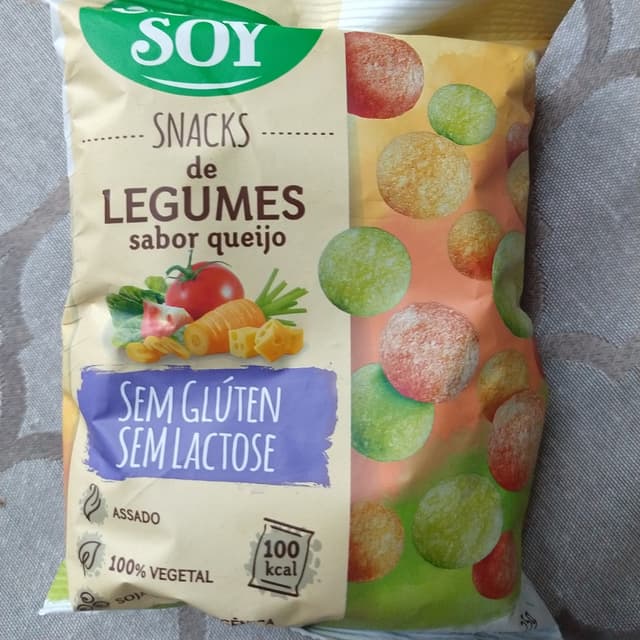 SOY
SNACKS
de
LEGUMES
sabor queijo
SEM GLÚTEN
SEM LACTOSE
ASSADO
100% VEGETAL
100
kcal